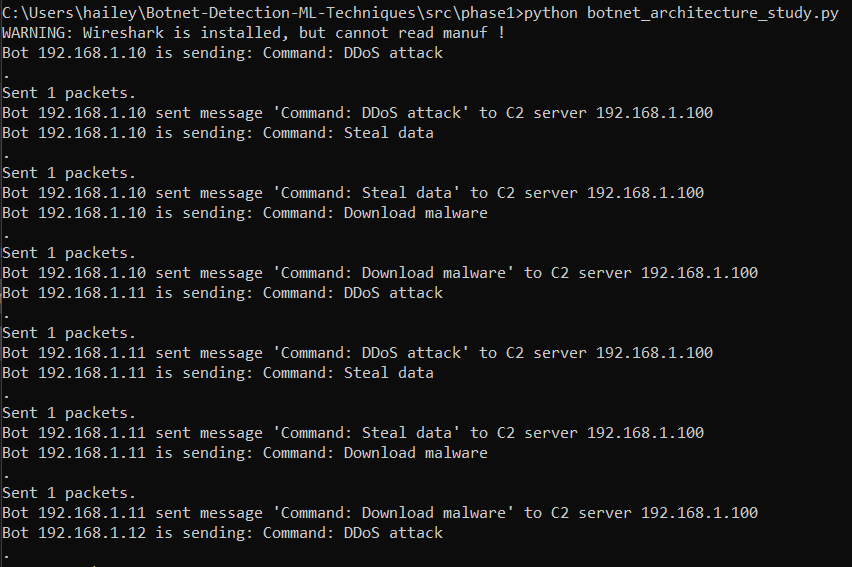 C:\Users\hailey\Botnet-Detection-ML-Techniques\src\phase1>python botnet_architecture_study.py
WARNING: Wireshark is installed, but cannot read manuf !
Bot 192.168.1.10 is sending: Command: DDoS attack
.
Sent 1 packets.
Bot 192.168.1.10 sent message 'Command: DDoS attack' to C2 server 192.168.1.100
Bot 192.168.1.10 is sending: Command: Steal data
.
Sent 1 packets.
Bot 192.168.1.10 sent message 'Command: Steal data' to C2 server 192.168.1.100
Bot 192.168.1.10 is sending: Command: Download malware
.
Sent 1 packets.
Bot 192.168.1.10 sent message 'Command: Download malware' to C2 server 192.168.1.100
Bot 192.168.1.11 is sending: Command: DDoS attack
.
Sent 1 packets.
Bot 192.168.1.11 sent message 'Command: DDoS attack' to C2 server 192.168.1.100
Bot 192.168.1.11 is sending: Command: Steal data
.
Sent 1 packets.
Bot 192.168.1.11 sent message 'Command: Steal data' to C2 server 192.168.1.100
Bot 192.168.1.11 is sending: Command: Download malware
.
Sent 1 packets.
Bot 192.168.1.11 sent message 'Command: Download malware' to C2 server 192.168.1.100
Bot 192.168.1.12 is sending: Command: DDoS attack
.